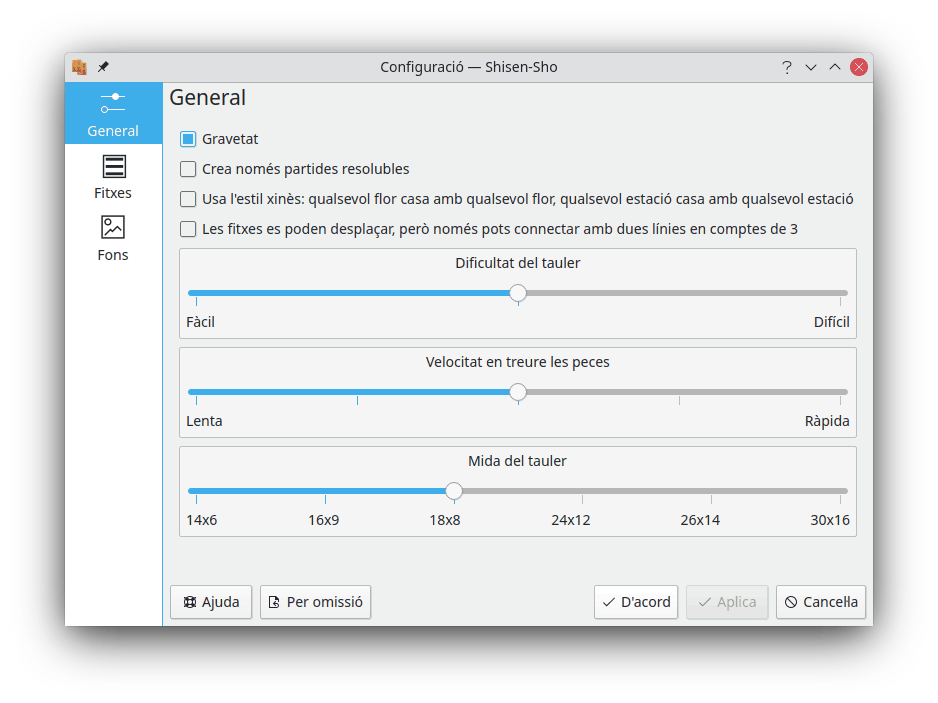 Configuració — Shisen-Sho
General
General
Fitxes
Fons
Gravetat
Crea només partides resolubles
Usa l'estil xinès: qualsevol flor casa amb qualsevol flor, qualsevol estació casa amb qualsevol estació
Les fitxes es poden desplaçar, però només pots connectar amb dues línies en comptes de 3
Dificultat del tauler
Fàcil Difícil
Velocitat en treure les peces
Lenta Ràpida
Mida del tauler
14x6 16x9 18x8 24x12 26x14 30x16
Ajuda Per omissió D'acord Aplica Cancel·la